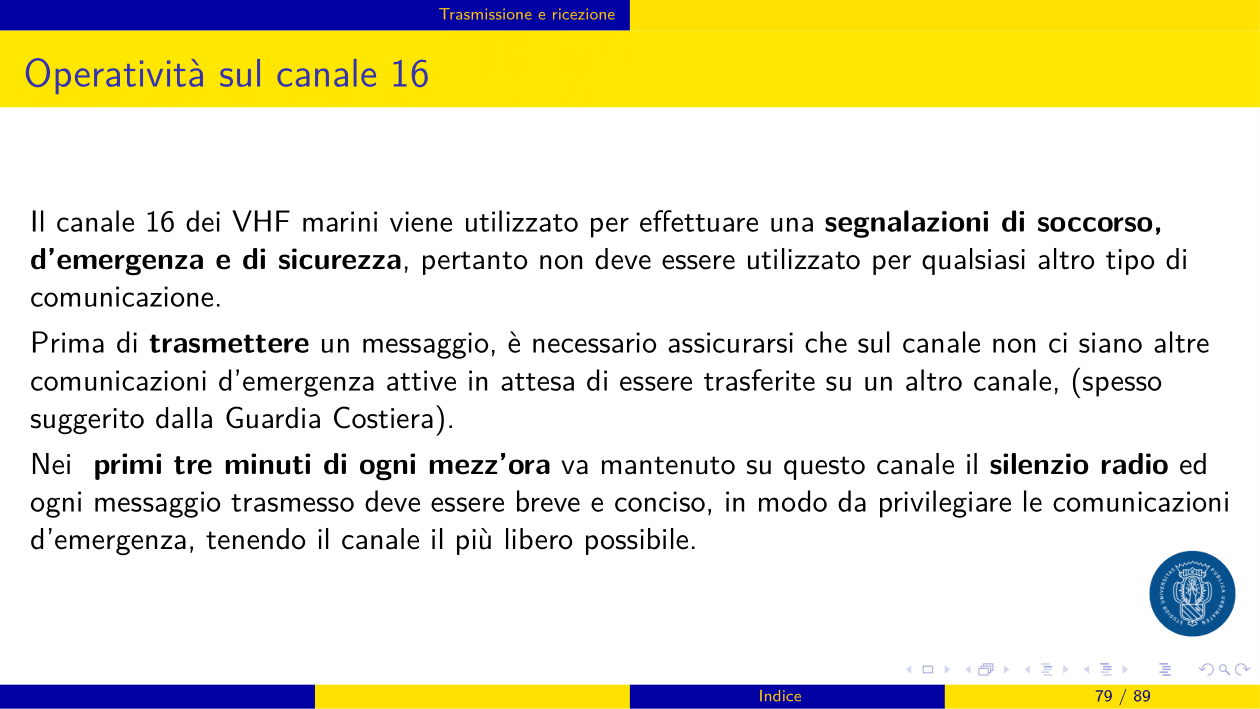 Trasmissione e ricezione
Operatività sul canale 16
Il canale 16 dei VHF marini viene utilizzato per effettuare una segnalazioni di soccorso,
d'emergenza e di sicurezza, pertanto non deve essere utilizzato per qualsiasi altro tipo di
comunicazione.
Prima di trasmettere un messaggio, è necessario assicurarsi che sul canale non ci siano altre
comunicazioni d'emergenza attive in attesa di essere trasferite su un altro canale, (spesso
suggerito dalla Guardia Costiera).
Nei primi tre minuti di ogni mezz'ora va mantenuto su questo canale il silenzio radio ed
ogni messaggio trasmesso deve essere breve e conciso, in modo da privilegiare le comunicazioni
d'emergenza, tenendo il canale il più libero possibile.
Indice
79 / 89